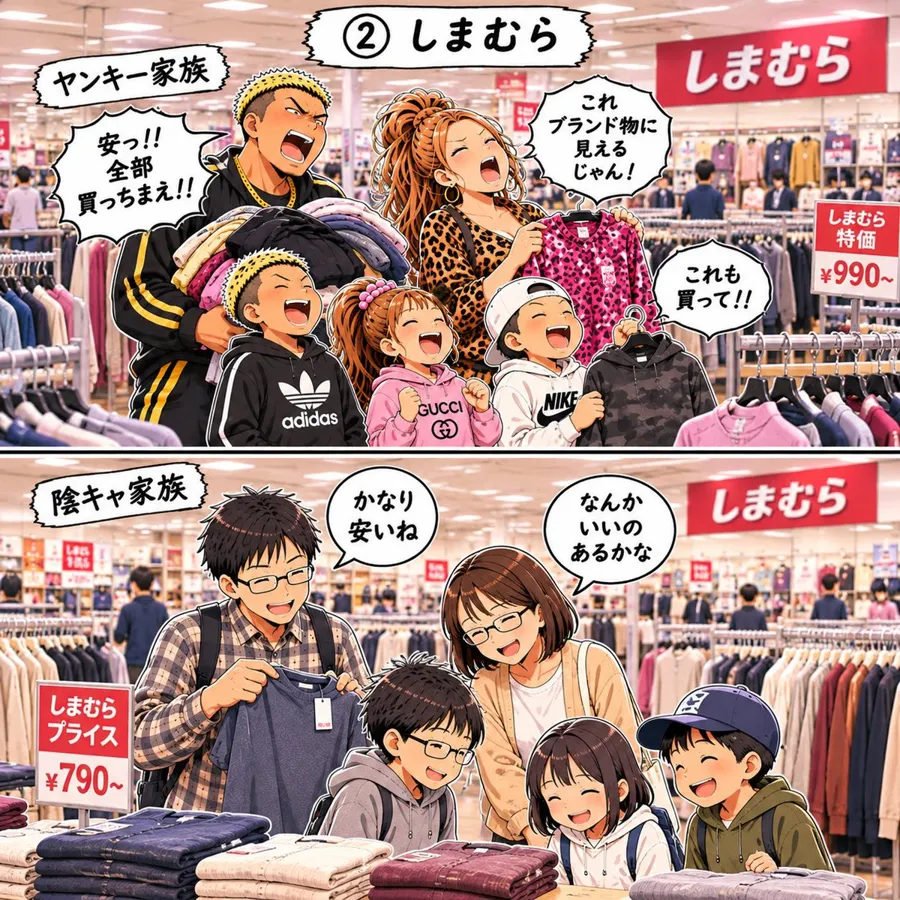 ② しまむら
ヤンキー家族
しまむら
安っ!!
全部
買っちまえ!!
これ
ブランド物に
見える
じゃん!
しまむら
特価
¥990~
これも
買って!!
adidas
GUCCI
NIKE
陰キャ家族
かなり
安いね
なんか
いいの
あるかな
しまむら
しまむら
プライス
¥790~